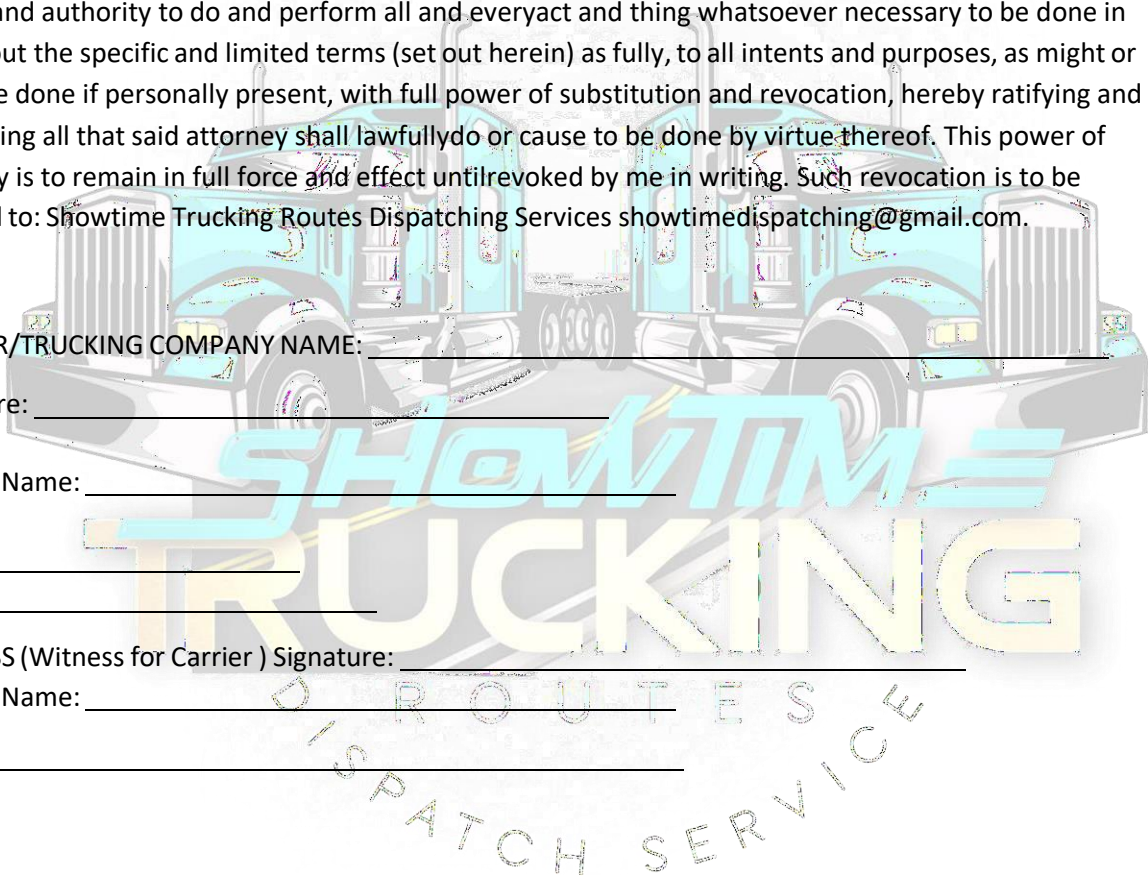 and authority to do and perform all and everyact and thing whatsoever necessary to be done in
out the specific and limited terms (set out herein) as fully, to all intents and purposes, as might or
e done if personally present, with full power of substitution and revocation, hereby ratifying and
ing all that said attorney shall lawfullydo or cause to be done by virtue thereof. This power of
y is to remain in full force and effect untilrevoked by me in writing. Such revocation is to be
d to: Showtime Trucking Routes Dispatching Services showtimedispatching@gmail.com.
R/TRUCKING COMPANY NAME:
re:
SHOWTIME
Name:
TRUCKING
SS (Witness for Carrier ) Signature:
Name:
ROUTES
DISPATCH SERVICE